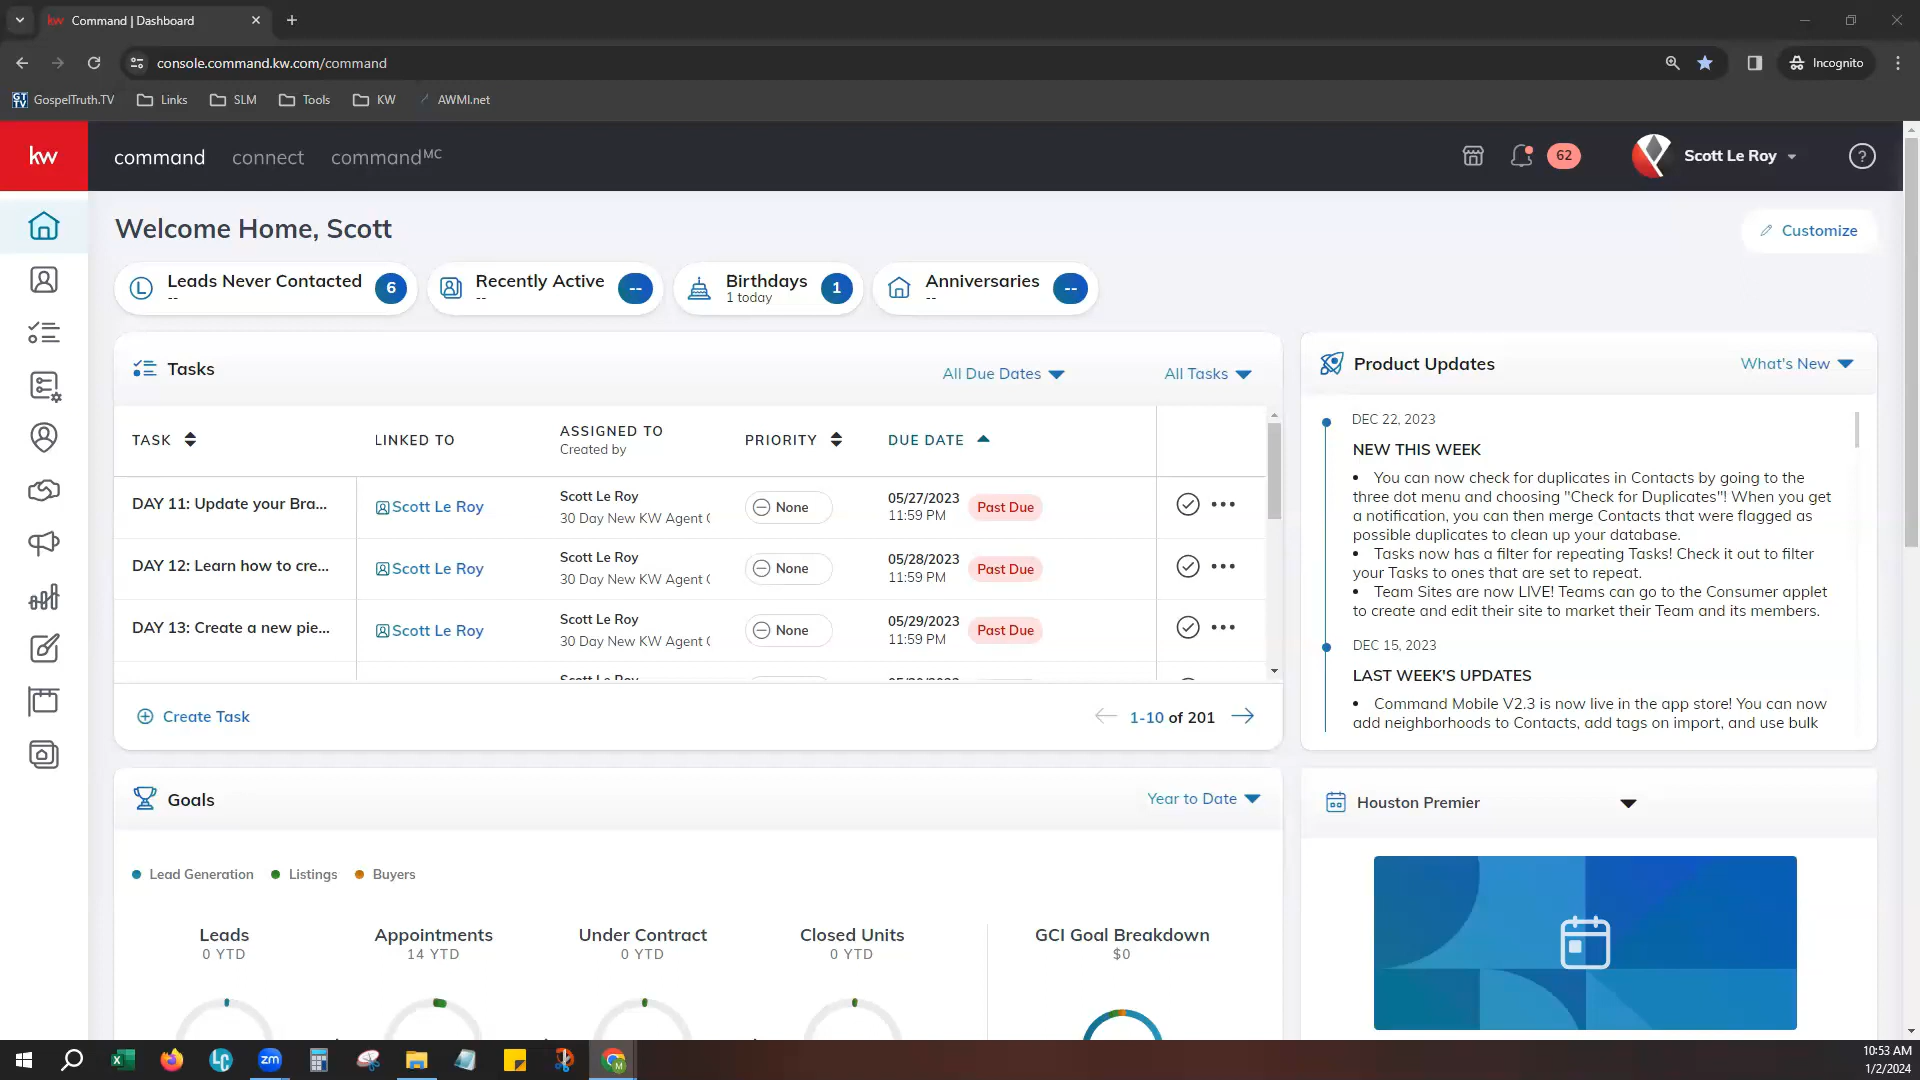 kw Command | Dashboard
console.command.kw.com/command
Incognito
GospelTruth.TV Links SLM Tools KW AWMI.net
kw command connect commandMC 62 Scott Le Roy ?
Welcome Home, Scott
Customize
Leads Never Contacted
--
6
Recently Active
--
--
Birthdays
1 today
1
Anniversaries
--
--
Tasks
All Due Dates
All Tasks
TASK LINKED TO ASSIGNED TO PRIORITY DUE DATE
Created by
DAY 11: Update your Bra... Scott Le Roy Scott Le Roy None 05/27/2023 Past Due
30 Day New KW Agent 11:59 PM
DAY 12: Learn how to cre... Scott Le Roy Scott Le Roy None 05/28/2023 Past Due
30 Day New KW Agent 11:59 PM
DAY 13: Create a new pie... Scott Le Roy Scott Le Roy None 05/29/2023 Past Due
30 Day New KW Agent 11:59 PM
Create Task
1-10 of 201
Product Updates
What's New
DEC 22, 2023
NEW THIS WEEK
• You can now check for duplicates in Contacts by going to the
three dot menu and choosing "Check for Duplicates"! When you get
a notification, you can then merge Contacts that were flagged as
possible duplicates to clean up your database.
• Tasks now has a filter for repeating Tasks! Check it out to filter
your Tasks to ones that are set to repeat.
• Team Sites are now LIVE! Teams can go to the Consumer applet
to create and edit their site to market their Team and its members.
DEC 15, 2023
LAST WEEK'S UPDATES
• Command Mobile V2.3 is now live in the app store! You can now
add neighborhoods to Contacts, add tags on import, and use bulk
Goals
Year to Date
Lead Generation Listings Buyers
Leads Appointments Under Contract Closed Units GCI Goal Breakdown
0 YTD 14 YTD 0 YTD 0 YTD $0
Houston Premier
zm
10:53 AM
1/2/2024